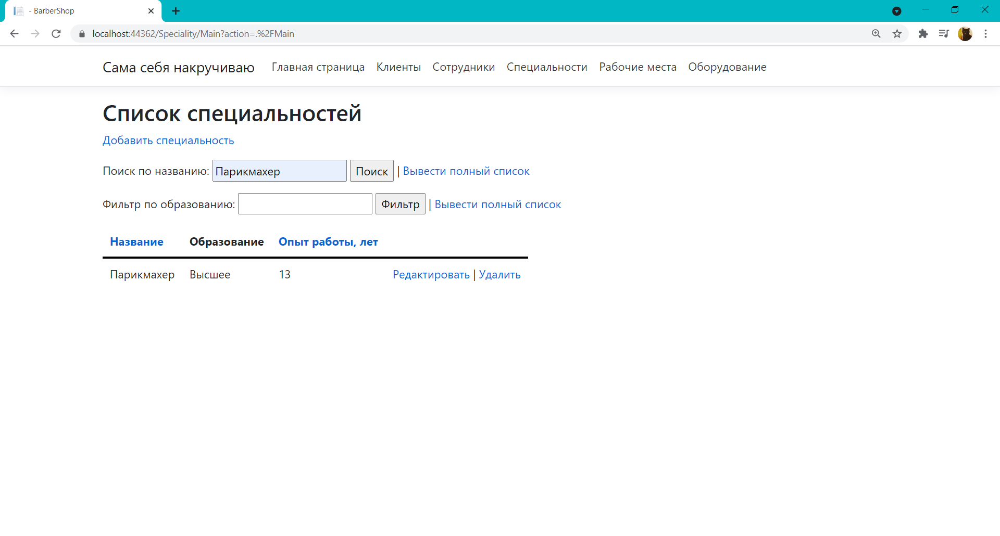 - BarberShop
localhost:44362/Speciality/Main?action=.%2FMain
Сама себя накручиваю Главная страница Клиенты Сотрудники Специальности Рабочие места Оборудование
Список специальностей
Добавить специальность
Поиск по названию: Парикмахер Поиск | Вывести полный список
Фильтр по образованию: Фильтр | Вывести полный список
Название Образование Опыт работы, лет
Парикмахер Высшее 13 Редактировать | Удалить